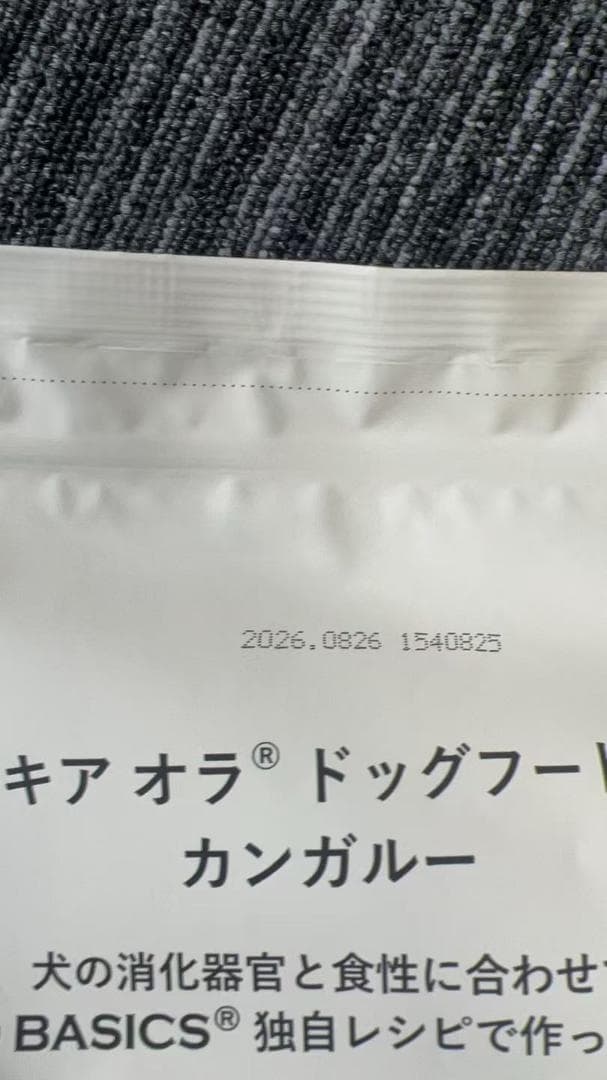 2026.0826 1540825
キア オラ® ドッグフー
カンガルー
犬の消化器官と食性に合わせ
BASICS® 独自レシピで作っ